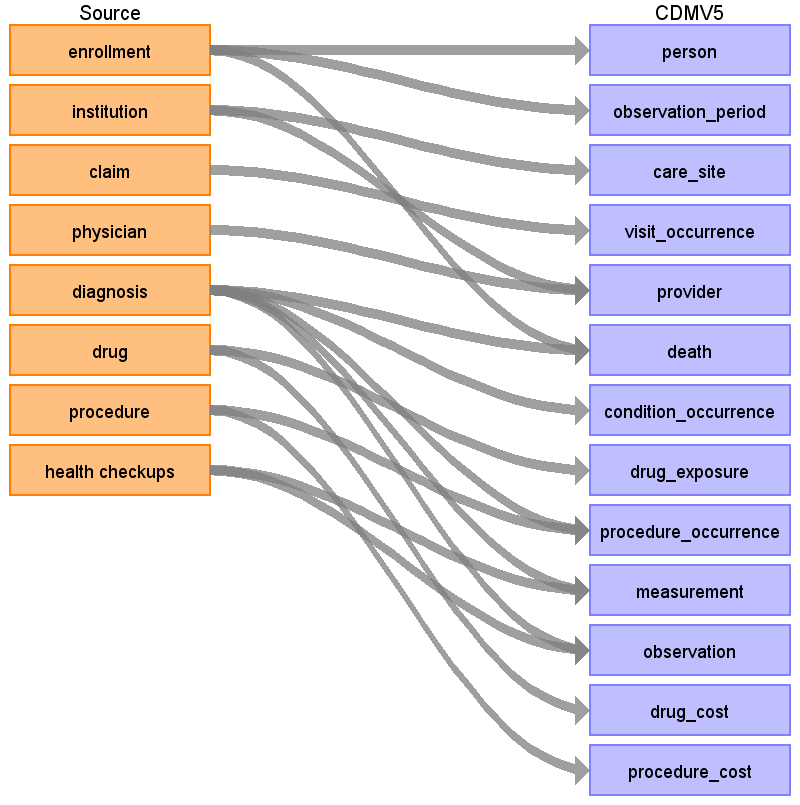 Source
CDMV5
enrollment
person
institution
observation_period
claim
care_site
physician
visit_occurrence
diagnosis
provider
drug
death
procedure
condition_occurrence
health checkups
drug_exposure
procedure_occurrence
measurement
observation
drug_cost
procedure_cost